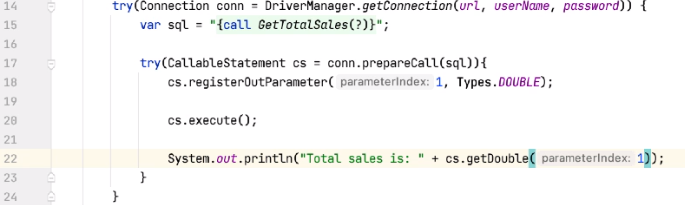 14 try(Connection conn = DriverManager.getConnection(url, userName, password)) {
15 var sql = "{call GetTotalSales(?)}";
16
17 try(CallableStatement cs = conn.prepareCall(sql)){
18 cs.registerOutParameter( parameterIndex: 1, Types.DOUBLE);
19
20 cs.execute();
21
22 System.out.println("Total sales is: " + cs.getDouble( parameterIndex: 1));
23 }
24 }